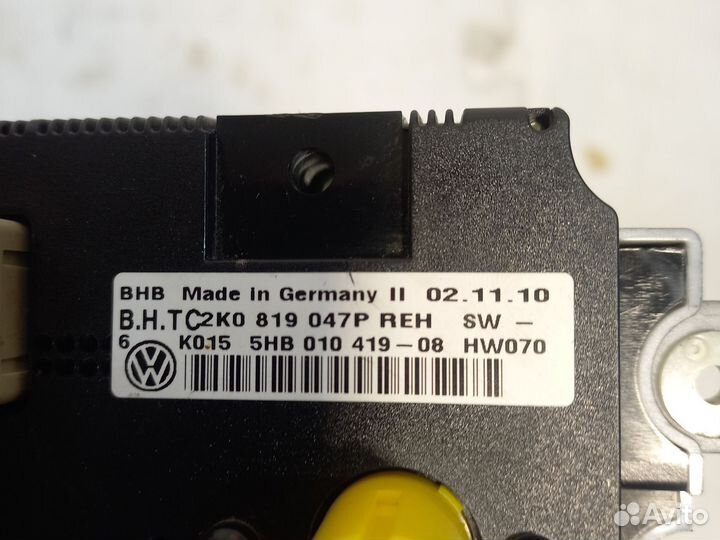 BHB Made in Germany II 02.11.10
B.H.TC 2K0 819 047P REH SW –
6 K015 5HB 010 419–08 HW070
Avito